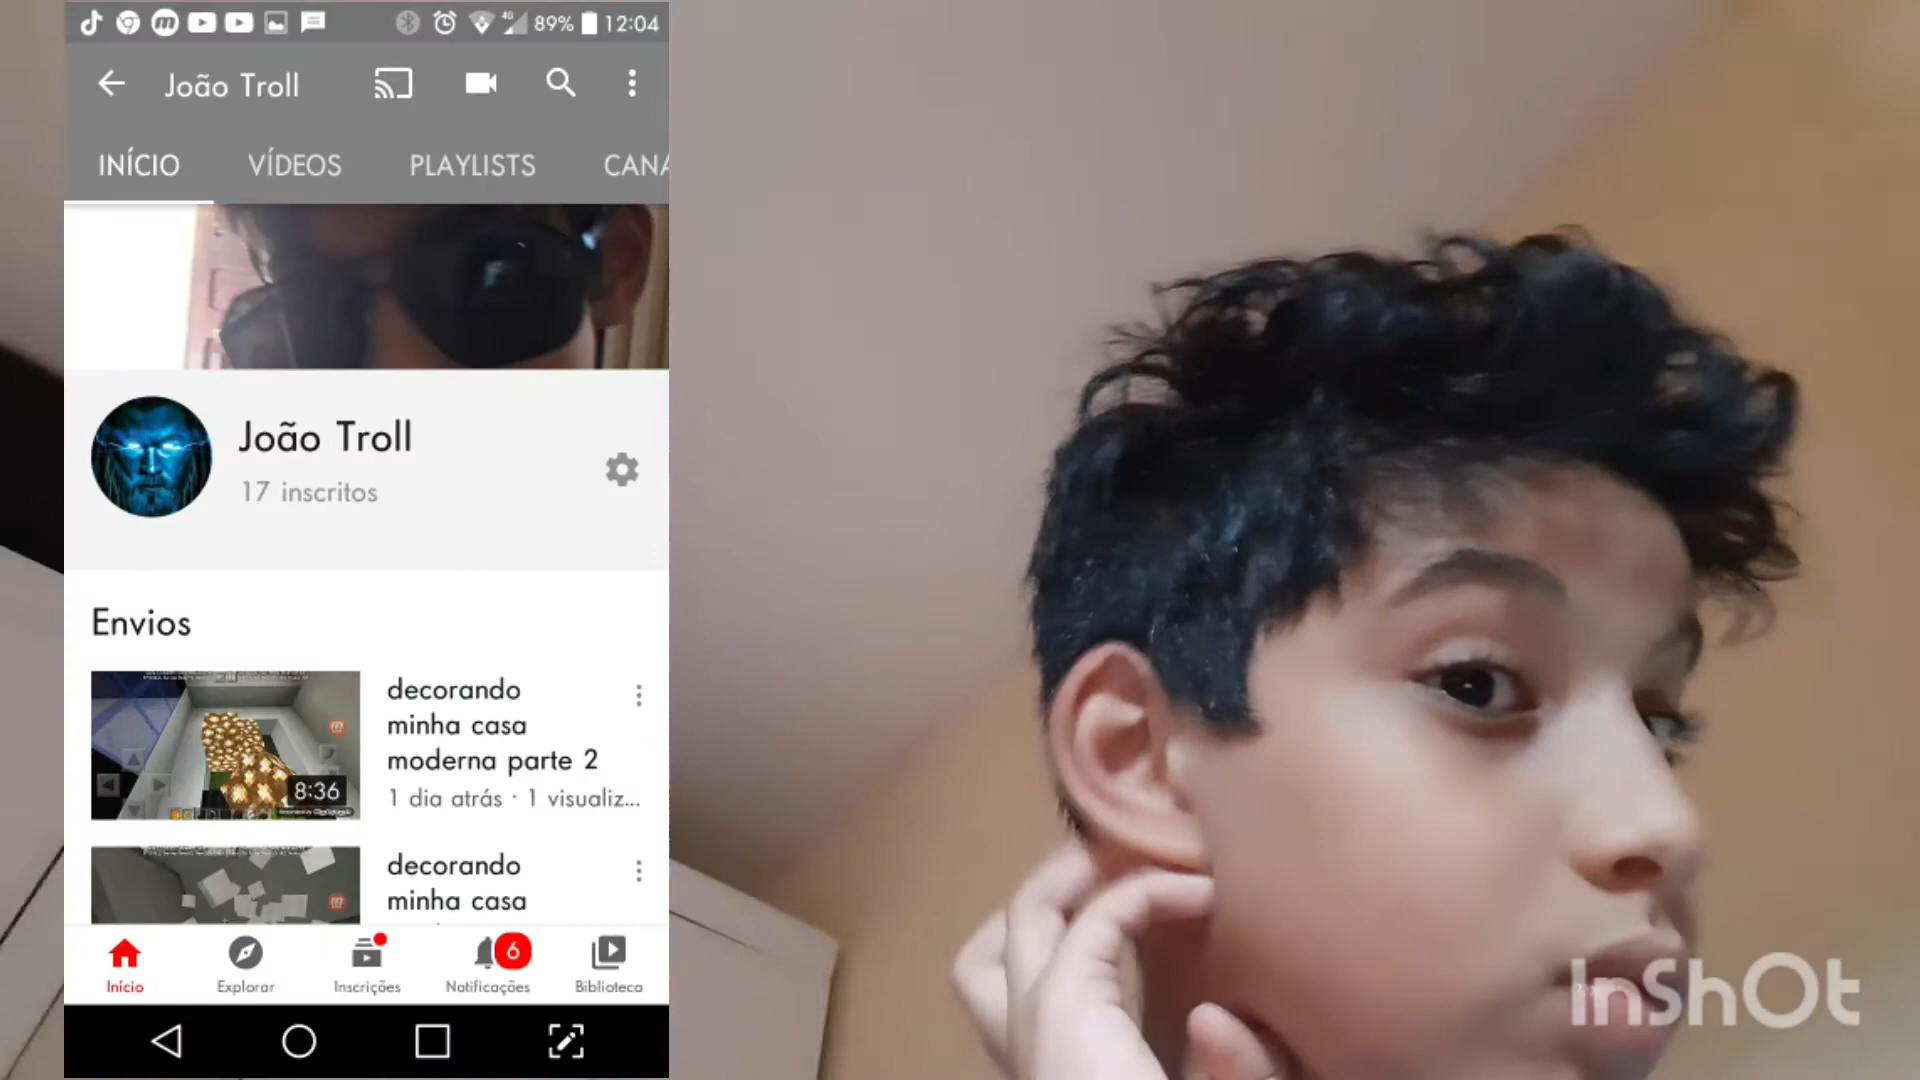 89% 12:04
João Troll
INÍCIO VÍDEOS PLAYLISTS CANA
João Troll
17 inscritos
Envios
decorando
minha casa
moderna parte 2
8:36
1 dia atrás · 1 visualiz...
decorando
minha casa
6
Início Explorar Inscrições Notificações Biblioteca
InShOt